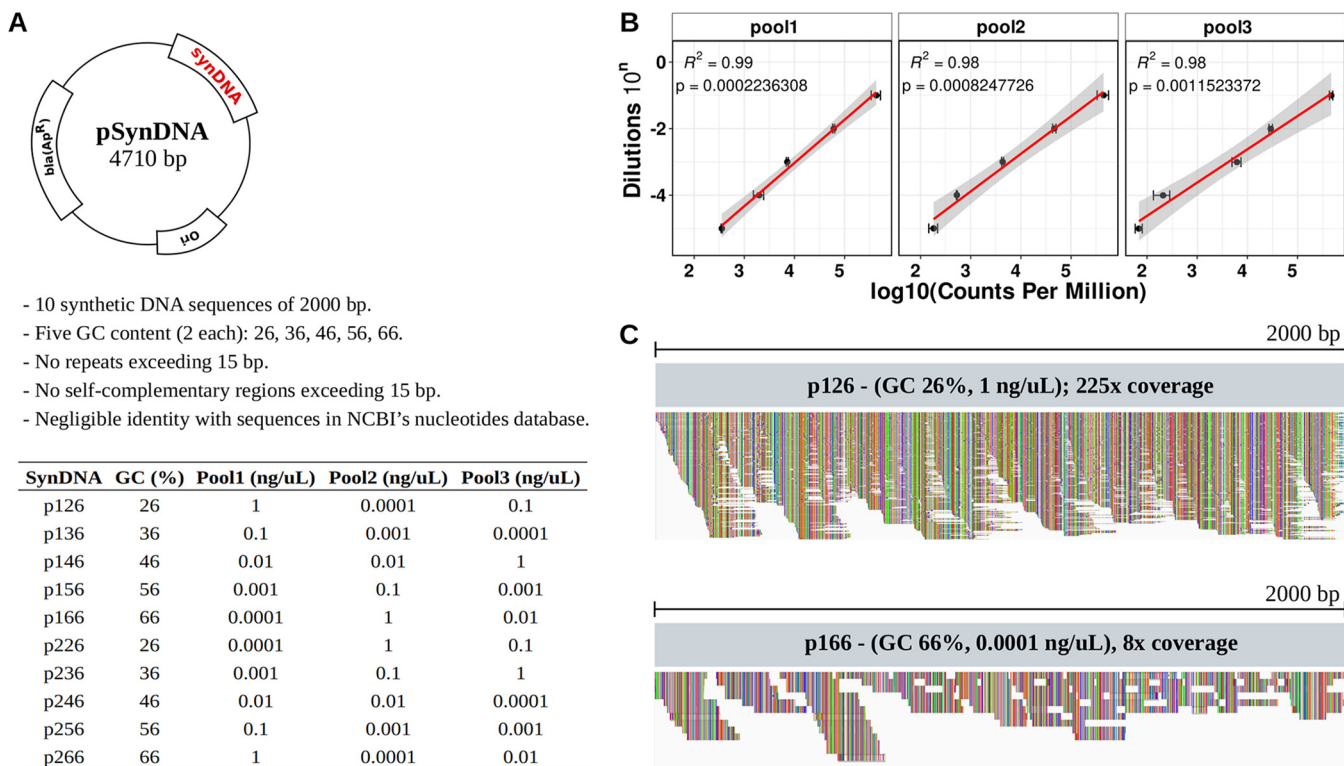 A
synDNA
bla(Ap^R)
pSynDNA
4710 bp
Ori
- 10 synthetic DNA sequences of 2000 bp.
- Five GC content (2 each): 26, 36, 46, 56, 66.
- No repeats exceeding 15 bp.
- No self-complementary regions exceeding 15 bp.
- Negligible identity with sequences in NCBI's nucleotides database.
SynDNA GC (%) Pool1 (ng/uL) Pool2 (ng/uL) Pool3 (ng/uL)
p126 26 1 0.0001 0.1
p136 36 0.1 0.001 0.0001
p146 46 0.01 0.01 1
p156 56 0.001 0.1 0.001
p166 66 0.0001 1 0.01
p226 26 0.0001 1 0.1
p236 36 0.001 0.1 1
p246 46 0.01 0.01 0.0001
p256 56 0.1 0.001 0.001
p266 66 1 0.0001 0.01
B
pool1 pool2 pool3
R² = 0.99 R² = 0.98 R² = 0.98
p = 0.0002236308 p = 0.0008247726 p = 0.0011523372
Dilutions 10ⁿ
0
-2
-4
2 3 4 5 2 3 4 5 2 3 4 5
log10(Counts Per Million)
C
2000 bp
p126 - (GC 26%, 1 ng/uL); 225x coverage
2000 bp
p166 - (GC 66%, 0.0001 ng/uL), 8x coverage